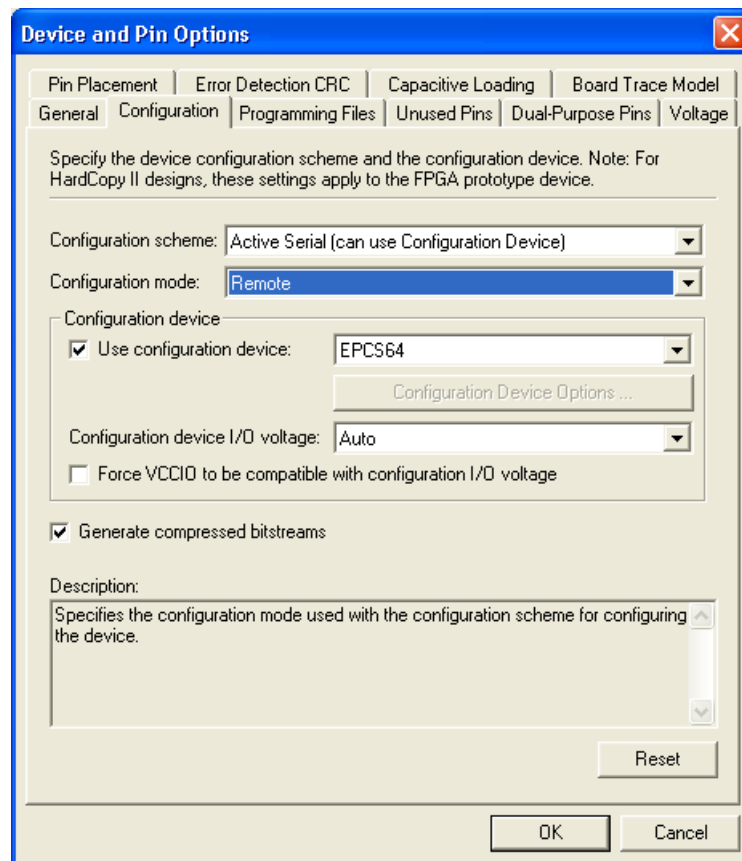 Device and Pin Options
Pin Placement Error Detection CRC Capacitive Loading Board Trace Model
General Configuration Programming Files Unused Pins Dual-Purpose Pins Voltage
Specify the device configuration scheme and the configuration device. Note: For
HardCopy II designs, these settings apply to the FPGA prototype device.
Configuration scheme: Active Serial (can use Configuration Device)
Configuration mode: Remote
Configuration device
Use configuration device: EPCS64
Configuration Device Options ...
Configuration device I/O voltage: Auto
Force VCCIO to be compatible with configuration I/O voltage
Generate compressed bitstreams
Description:
Specifies the configuration mode used with the configuration scheme for configuring
the device.
Reset
OK Cancel